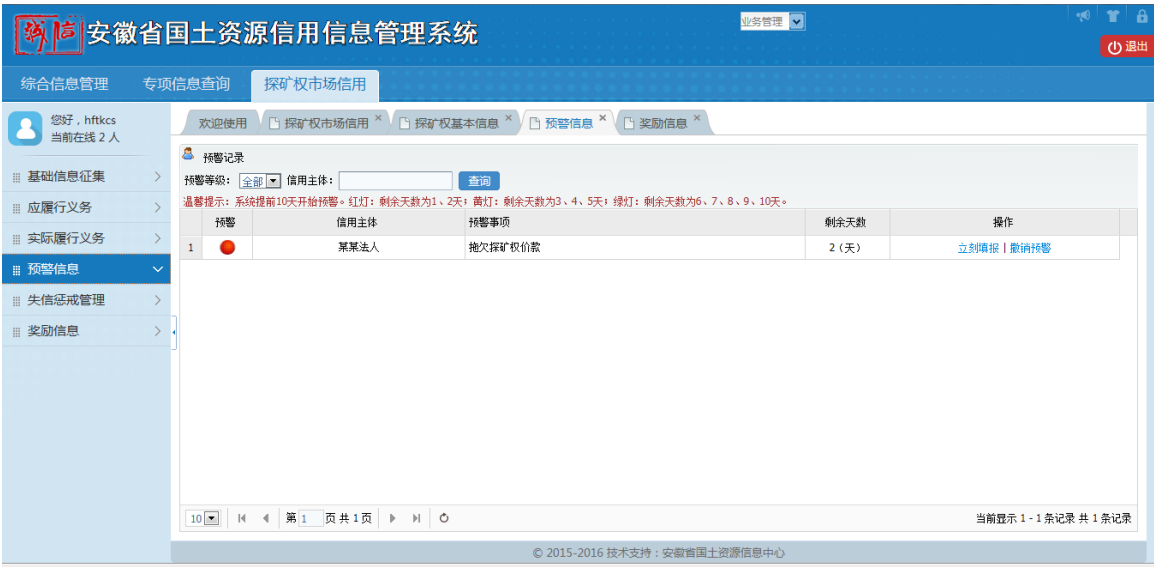 诚信 安徽省国土资源信用信息管理系统
业务管理
退出
综合信息管理 专项信息查询 探矿权市场信用
您好，hftkcs
当前在线 2 人
基础信息征集
应履行义务
实际履行义务
预警信息
失信惩戒管理
奖励信息
欢迎使用 探矿权市场信用 探矿权基本信息 预警信息 奖励信息
预警记录
预警等级： 全部 信用主体： 查询
温馨提示：系统提前10天开始预警。红灯：剩余天数为1、2天；黄灯：剩余天数为3、4、5天；绿灯：剩余天数为6、7、8、9、10天。
预警 信用主体 预警事项 剩余天数 操作
1 某某法人 拖欠探矿权价款 2（天） 立刻填报 | 撤销预警
10 第 1 页 共 1 页 当前显示 1 - 1 条记录 共 1 条记录
© 2015-2016 技术支持：安徽省国土资源信息中心